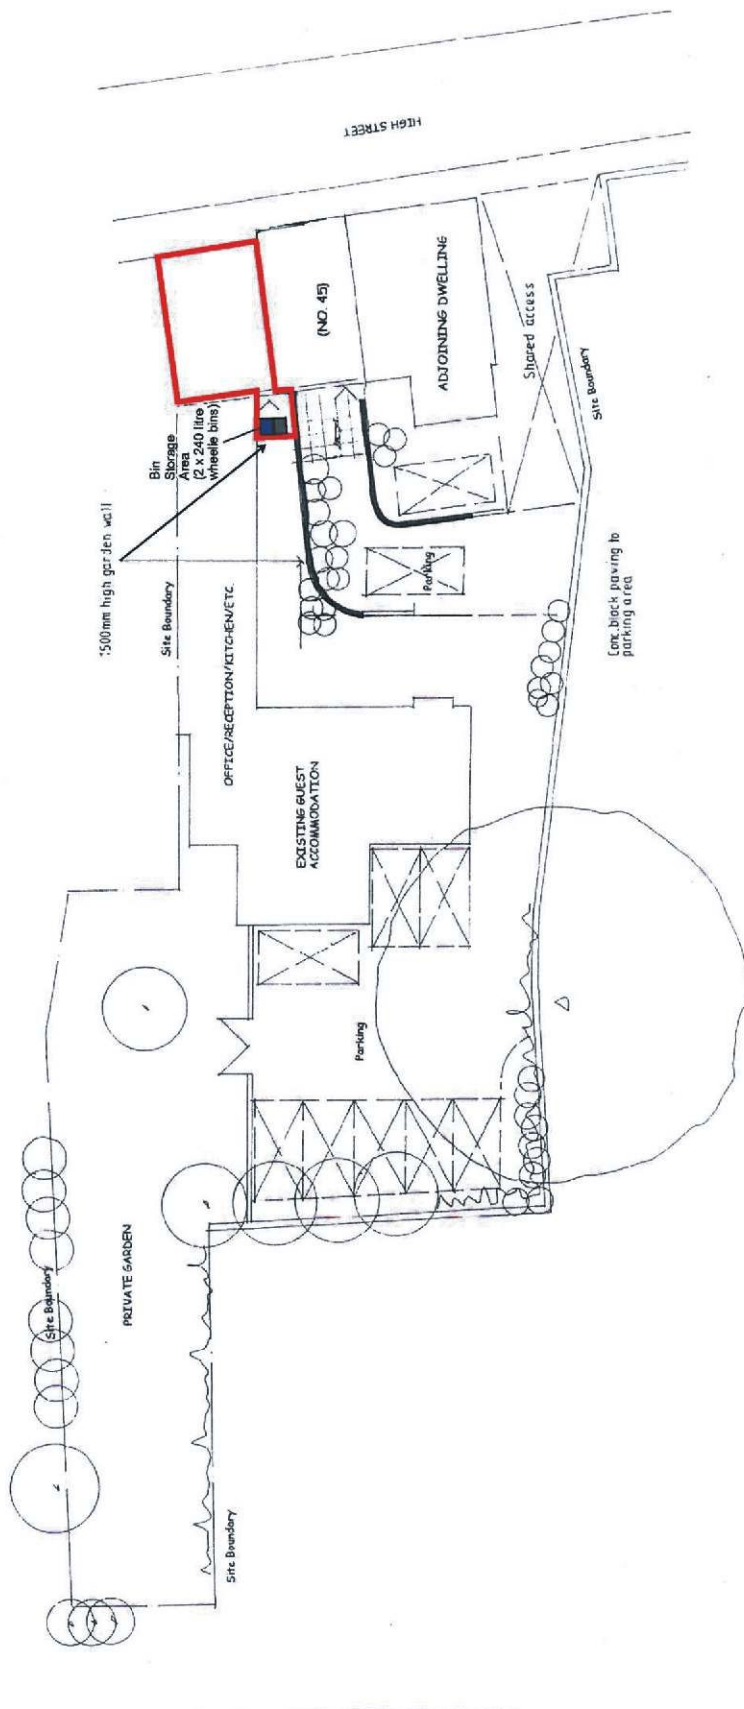 HIGH STREET
(NO. 45)
ADJOINING DWELLING
Shared access
Site Boundary
Bin
Storage
Area
(2 x 240 litre
wheelie bins)
1500mm high garden wall
Site Boundary
OFFICE/RECEPTION/KITCHEN/ETC.
Parking
Conc.block paving to
parking area
EXISTING GUEST
ACCOMMODATION
Parking
PRIVATE GARDEN
Site Boundary
Site Boundary